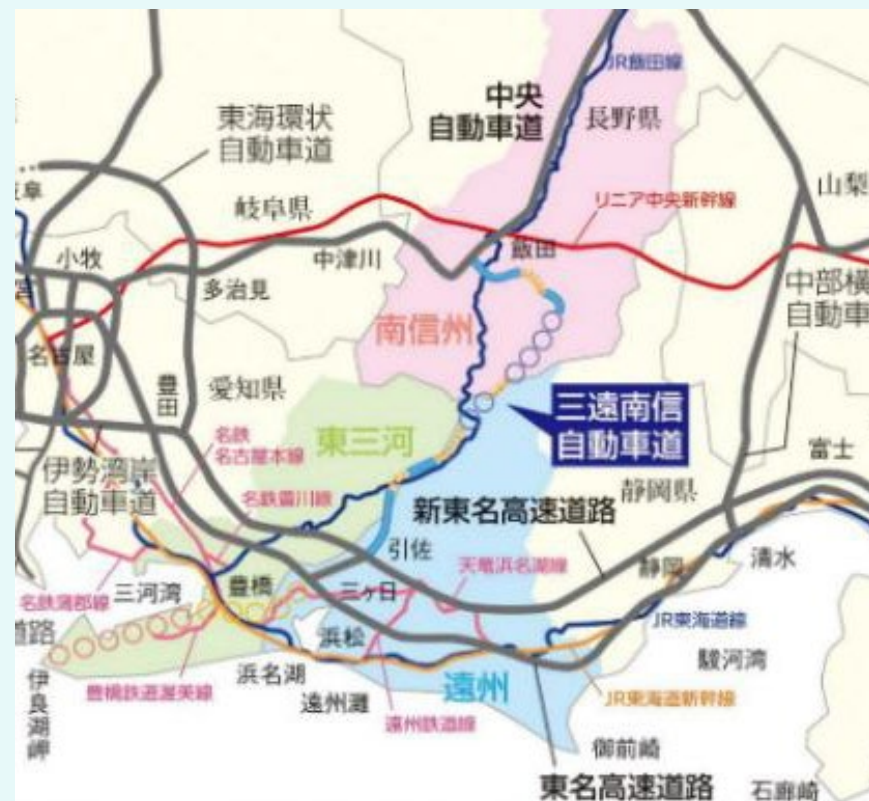 JR飯田線
中央
自動車道
長野県
東海環状
自動車道
山梨
岐阜
岐阜県
リニア中央新幹線
小牧
中津川
飯田
宮
多治見
中部横
自動車
南信州
名古屋
豊田
愛知県
三遠南信
自動車道
東三河
名鉄
名古屋本線
富士
伊勢湾岸
自動車道
名鉄豊川線
静岡県
新東名高速道路
引佐
静岡
清水
天竜浜名湖線
名鉄蒲郡線
三河湾
豊橋
三ヶ日
道路
浜松
JR東海道線
駿河湾
伊良湖岬
豊橋鉄道渥美線
浜名湖
遠州灘
遠州
遠州鉄道線
JR東海道新幹線
御前崎
東名高速道路
石廊崎